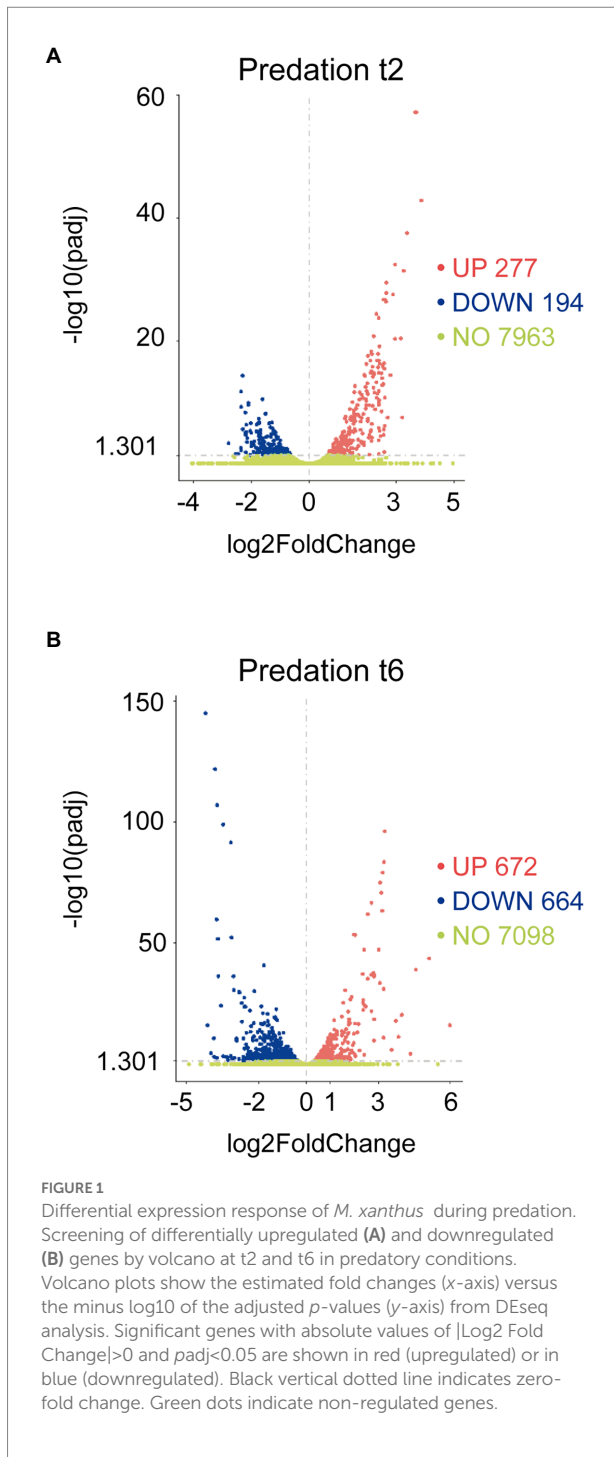 A
Predation t2
60
40
20
1.301
-log10(padj)
UP 277
DOWN 194
NO 7963
-4 -2 0 3 5
log2FoldChange
B
Predation t6
150
100
50
1.301
-log10(padj)
UP 672
DOWN 664
NO 7098
-5 -2 0 1 3 6
log2FoldChange
FIGURE 1
Differential expression response of M. xanthus during predation.
Screening of differentially upregulated (A) and downregulated
(B) genes by volcano at t2 and t6 in predatory conditions.
Volcano plots show the estimated fold changes (x-axis) versus
the minus log10 of the adjusted p-values (y-axis) from DEseq
analysis. Significant genes with absolute values of |Log2 Fold
Change|>0 and padj<0.05 are shown in red (upregulated) or in
blue (downregulated). Black vertical dotted line indicates zero-
fold change. Green dots indicate non-regulated genes.